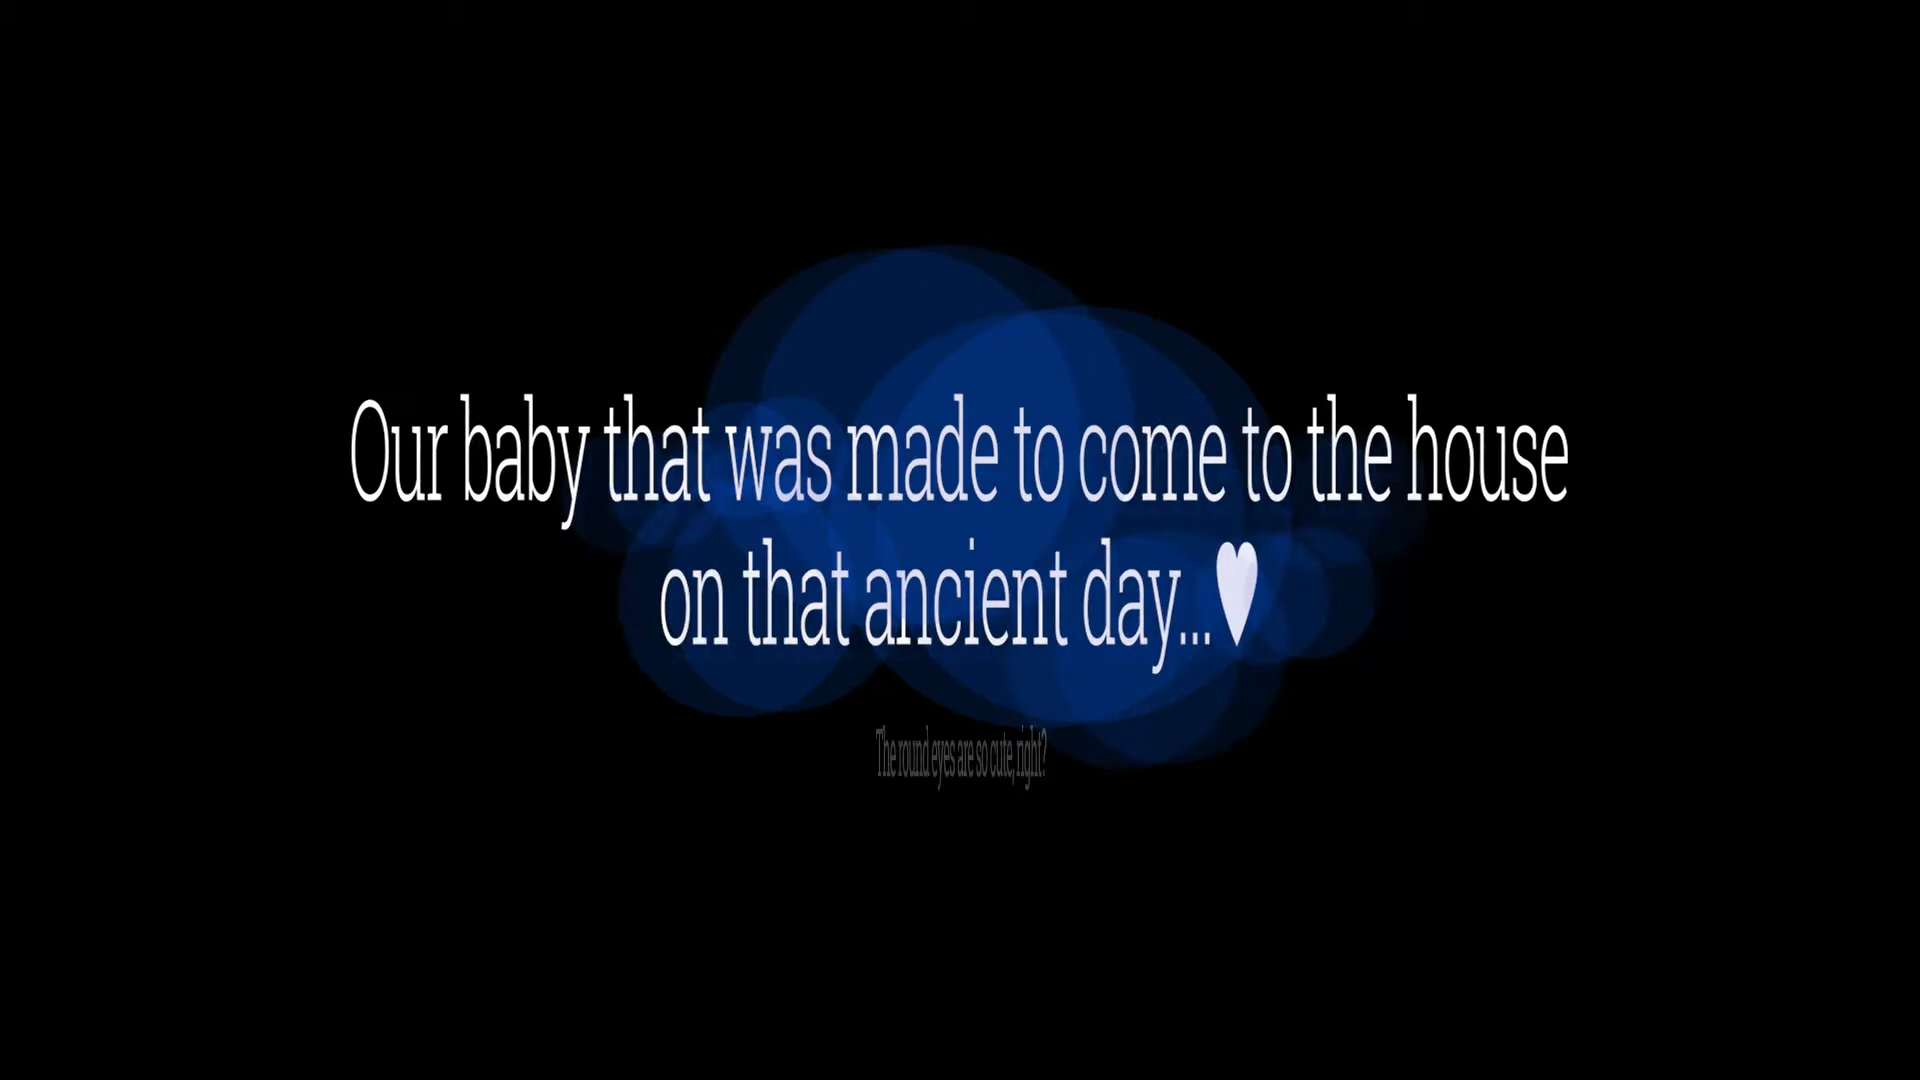 Our baby that was made to come to the house
on that ancient day...♥
The round eyes are so cute, right?